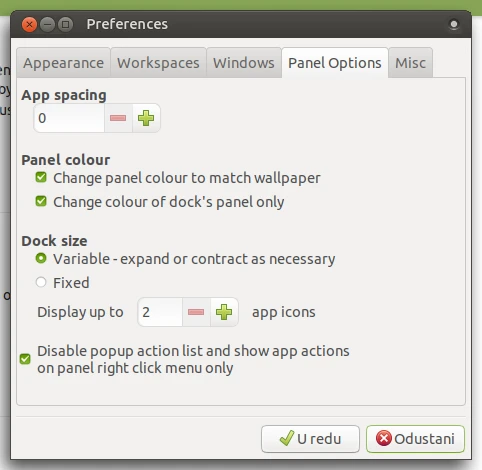 Preferences
Appearance Workspaces Windows Panel Options Misc
App spacing
0
Panel colour
Change panel colour to match wallpaper
Change colour of dock's panel only
Dock size
Variable - expand or contract as necessary
Fixed
Display up to 2 app icons
Disable popup action list and show app actions
on panel right click menu only
U redu Odustani